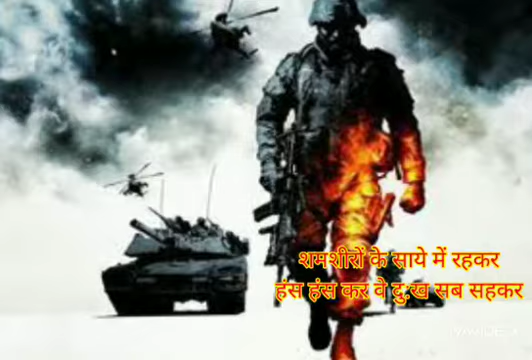 शमशीरों के साये में रहकर
हंस हंस कर वे दु:ख सब सहकर